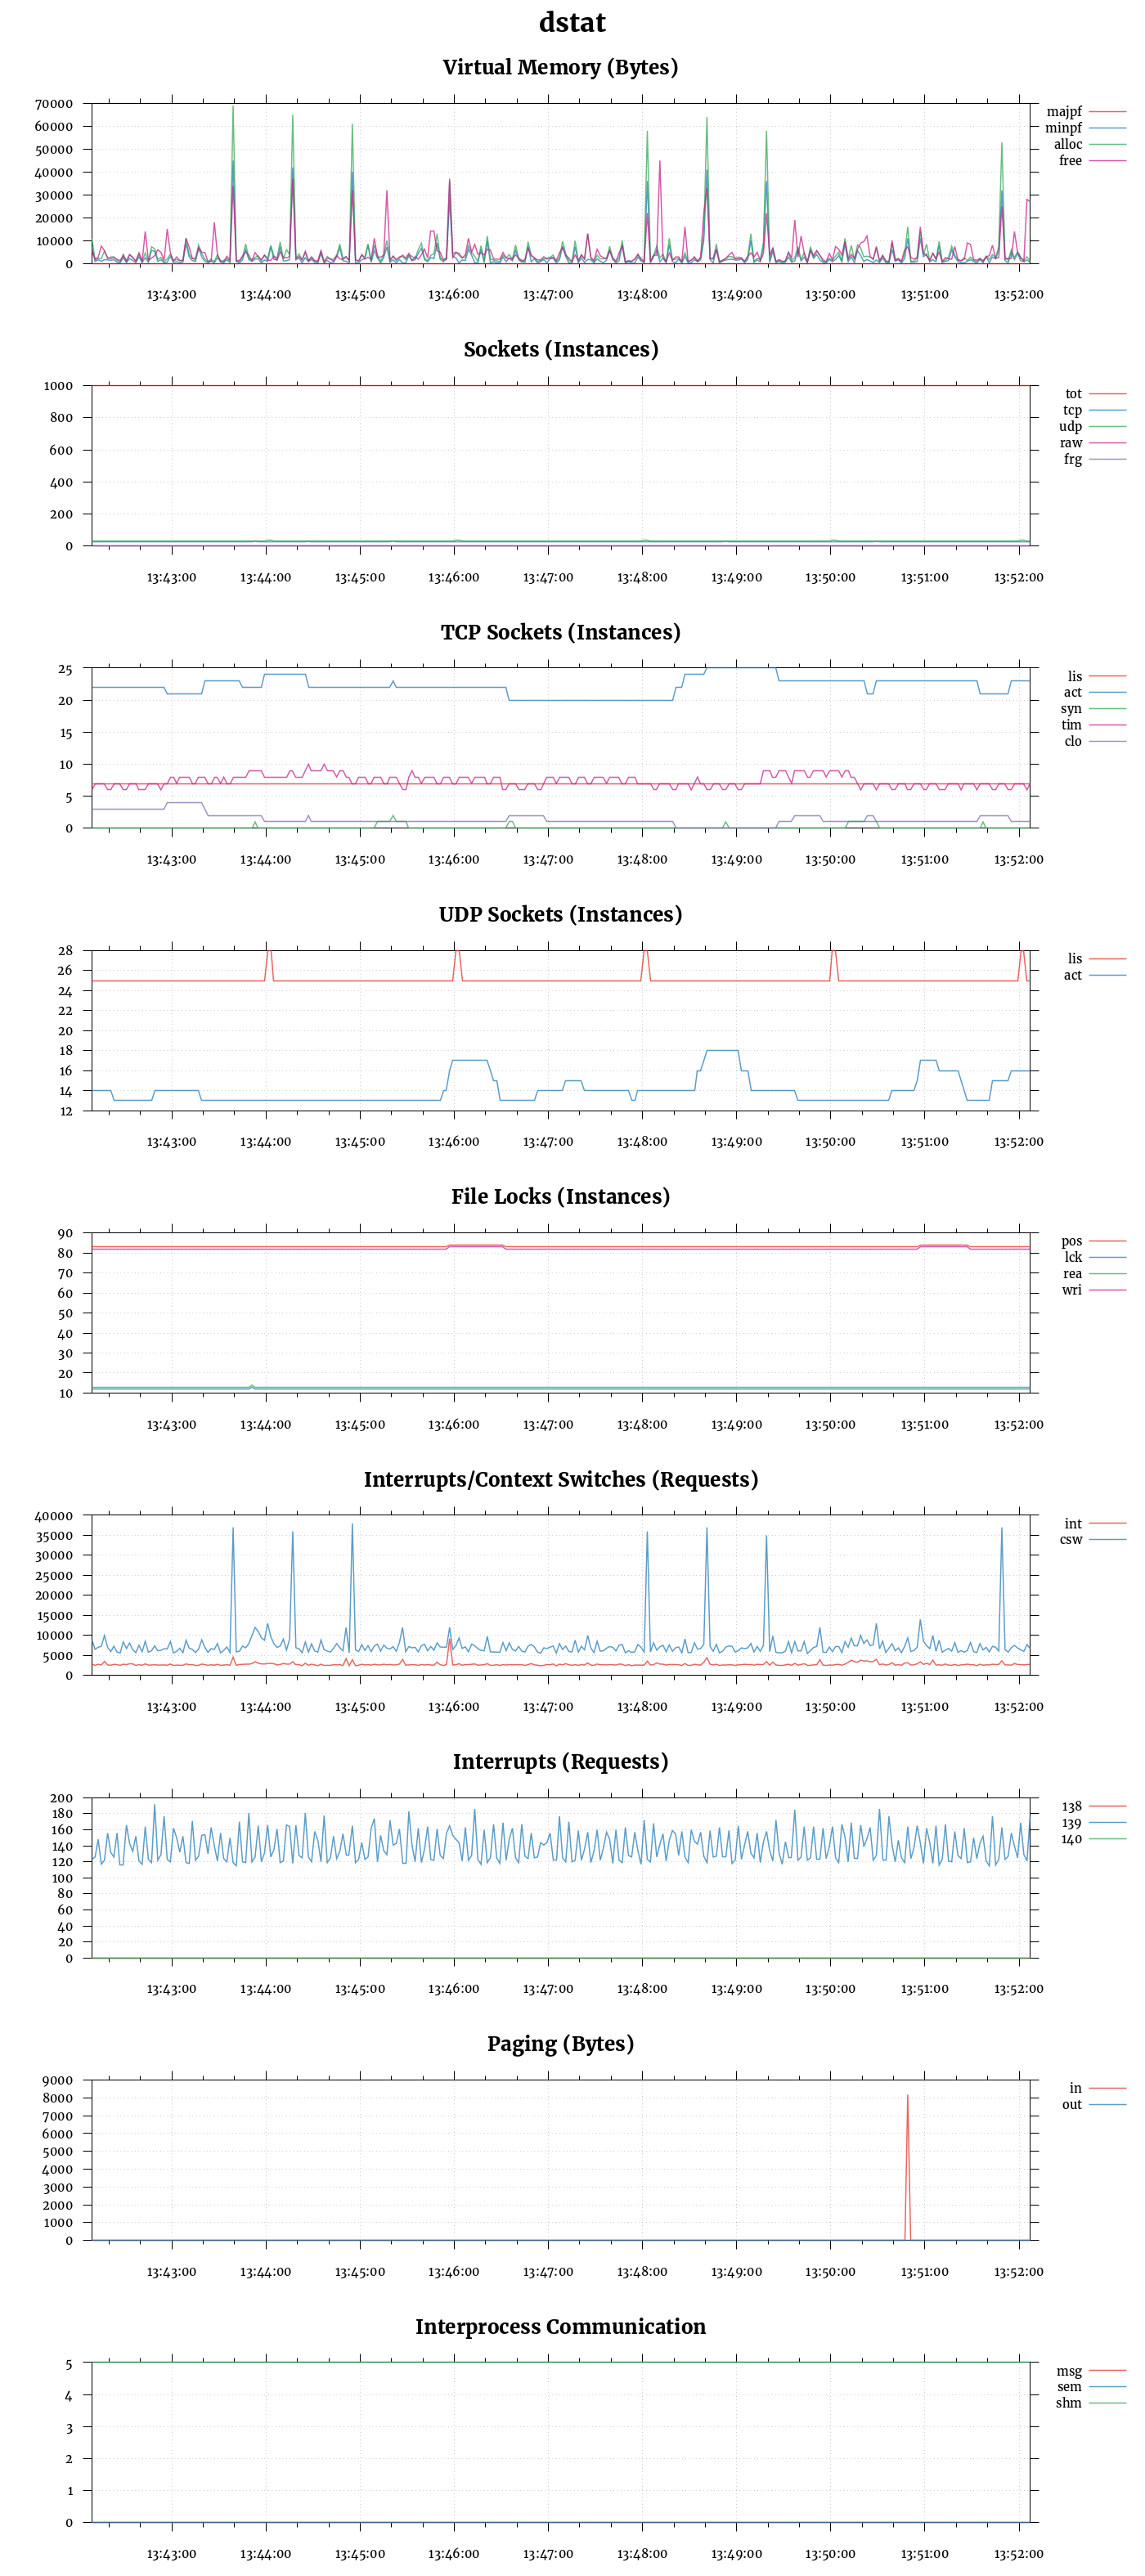 dstat
Virtual Memory (Bytes)
70000
60000
50000
40000
30000
20000
10000
0
13:43:00 13:44:00 13:45:00 13:46:00 13:47:00 13:48:00 13:49:00 13:50:00 13:51:00 13:52:00
majpf
minpf
alloc
free
Sockets (Instances)
1000
800
600
400
200
0
13:43:00 13:44:00 13:45:00 13:46:00 13:47:00 13:48:00 13:49:00 13:50:00 13:51:00 13:52:00
tot
tcp
udp
raw
frg
TCP Sockets (Instances)
25
20
15
10
5
0
13:43:00 13:44:00 13:45:00 13:46:00 13:47:00 13:48:00 13:49:00 13:50:00 13:51:00 13:52:00
lis
act
syn
tim
clo
UDP Sockets (Instances)
28
26
24
22
20
18
16
14
12
13:43:00 13:44:00 13:45:00 13:46:00 13:47:00 13:48:00 13:49:00 13:50:00 13:51:00 13:52:00
lis
act
File Locks (Instances)
90
80
70
60
50
40
30
20
10
13:43:00 13:44:00 13:45:00 13:46:00 13:47:00 13:48:00 13:49:00 13:50:00 13:51:00 13:52:00
pos
lck
rea
wri
Interrupts/Context Switches (Requests)
40000
35000
30000
25000
20000
15000
10000
5000
0
13:43:00 13:44:00 13:45:00 13:46:00 13:47:00 13:48:00 13:49:00 13:50:00 13:51:00 13:52:00
int
csw
Interrupts (Requests)
200
180
160
140
120
100
80
60
40
20
0
13:43:00 13:44:00 13:45:00 13:46:00 13:47:00 13:48:00 13:49:00 13:50:00 13:51:00 13:52:00
138
139
140
Paging (Bytes)
9000
8000
7000
6000
5000
4000
3000
2000
1000
0
13:43:00 13:44:00 13:45:00 13:46:00 13:47:00 13:48:00 13:49:00 13:50:00 13:51:00 13:52:00
in
out
Interprocess Communication
5
4
3
2
1
0
13:43:00 13:44:00 13:45:00 13:46:00 13:47:00 13:48:00 13:49:00 13:50:00 13:51:00 13:52:00
msg
sem
shm